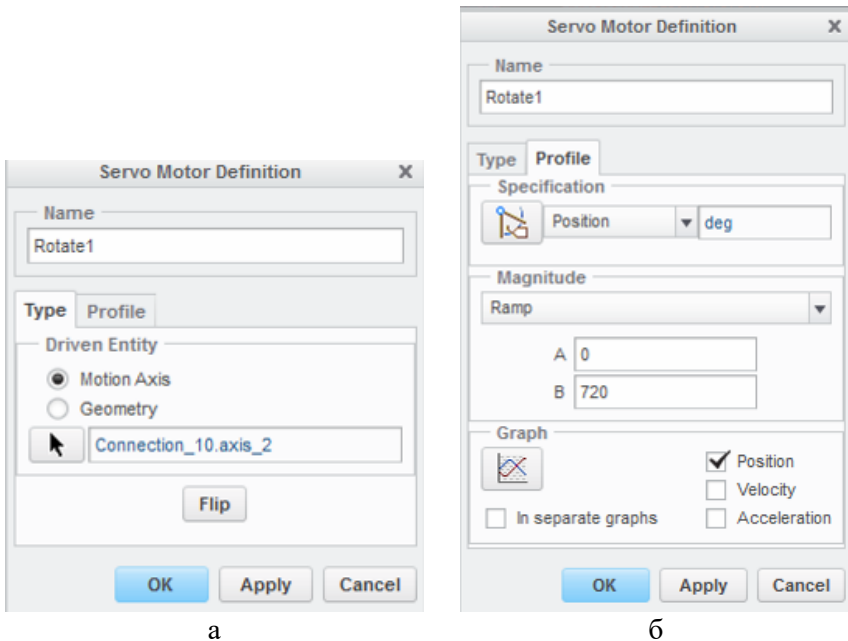 Servo Motor Definition X
Name
Rotate1
Type Profile
Driven Entity
Motion Axis
Geometry
Connection_10.axis_2
Flip
OK Apply Cancel
а
Servo Motor Definition X
Name
Rotate1
Type Profile
Specification
Position deg
Magnitude
Ramp
A 0
B 720
Graph
Position
Velocity
In separate graphs Acceleration
OK Apply Cancel
б